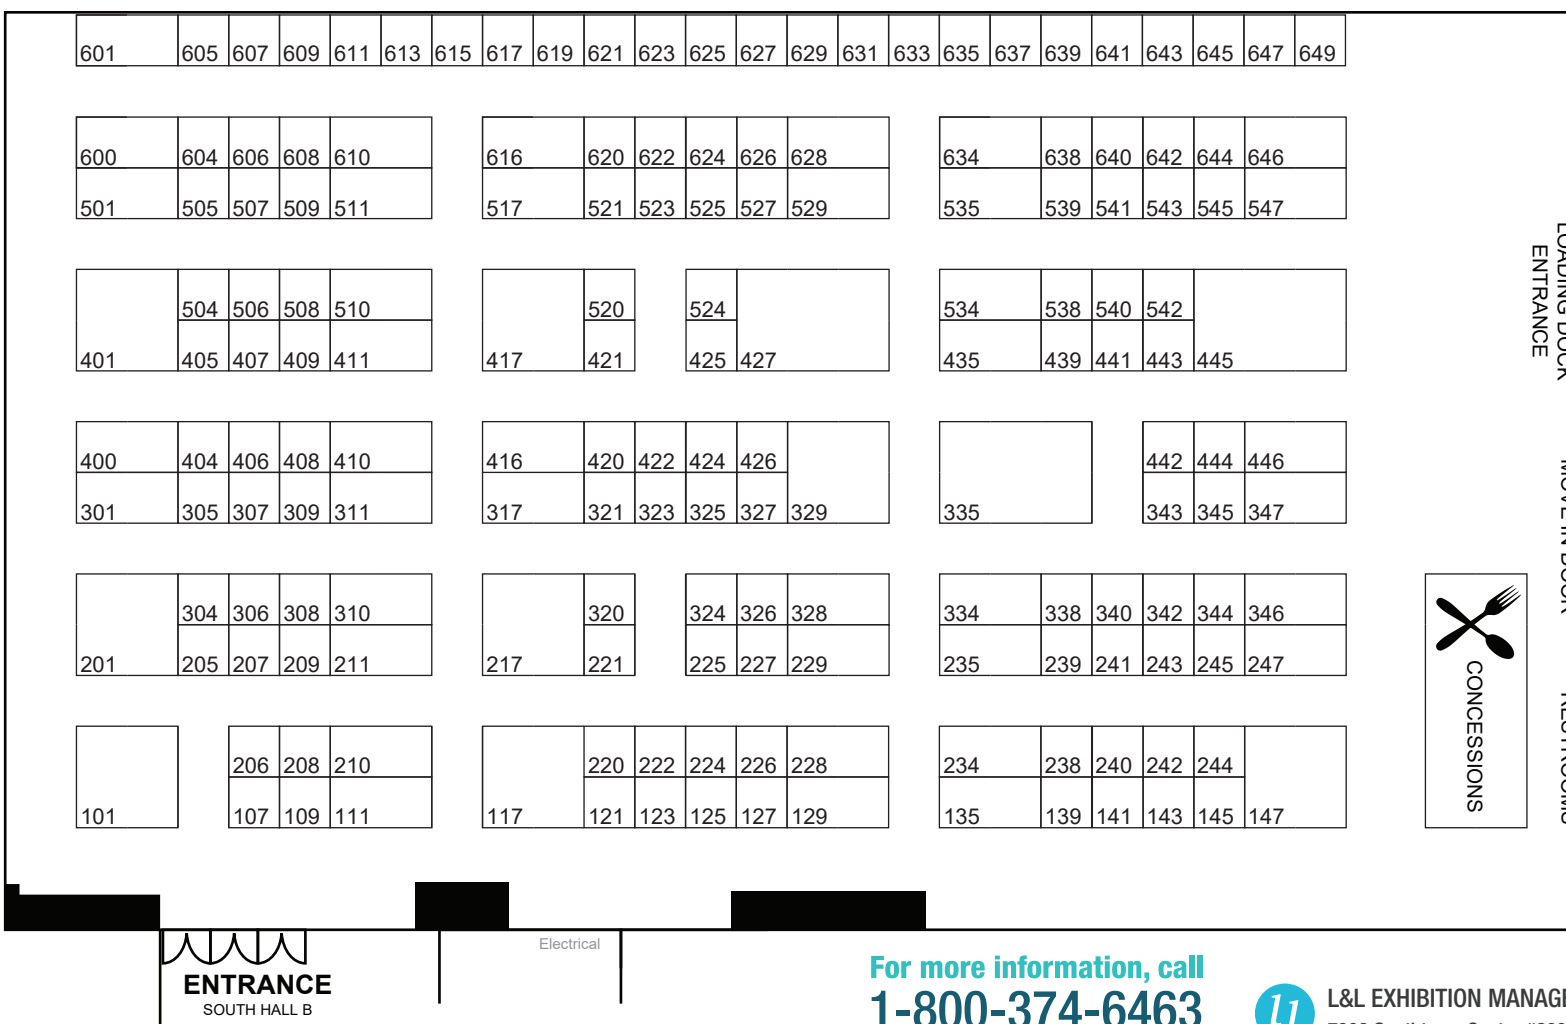 601 605 607 609 611 613 615 617 619 621 623 625 627 629 631 633 635 637 639 641 643 645 647 649
600 604 606 608 610 616 620 622 624 626 628 634 638 640 642 644 646
501 505 507 509 511 517 521 523 525 527 529 535 539 541 543 545 547
504 506 508 510 520 524 534 538 540 542
401 405 407 409 411 417 421 425 427 435 439 441 443 445
400 404 406 408 410 416 420 422 424 426 442 444 446
301 305 307 309 311 317 321 323 325 327 329 335 343 345 347
304 306 308 310 320 324 326 328 334 338 340 342 344 346
201 205 207 209 211 217 221 225 227 229 235 239 241 243 245 247
206 208 210 220 222 224 226 228 234 238 240 242 244
101 107 109 111 117 121 123 125 127 129 135 139 141 143 145 147
LOADING DOCK
ENTRANCE
MOVE IN DOOR
RESTROOMS
CONCESSIONS
Electrical
ENTRANCE
SOUTH HALL B
For more information, call
1-800-374-6463
L&L EXHIBITION MANAGE